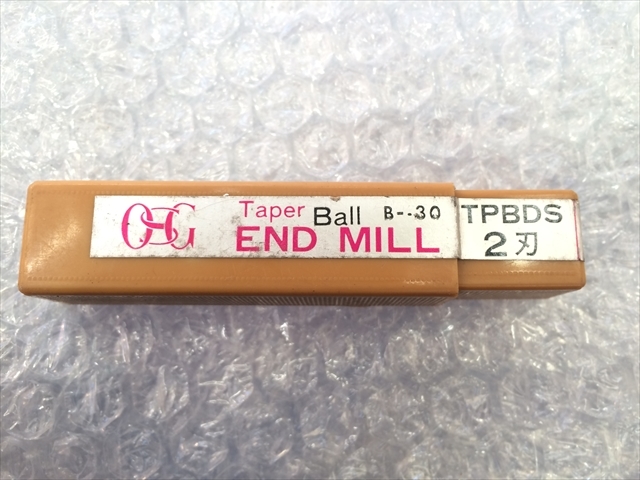 OSG Taper Ball B--30 TPBDS
END MILL 2刃